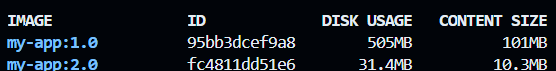 IMAGE ID DISK USAGE CONTENT SIZE
my-app:1.0 95bb3dcef9a8 505MB 101MB
my-app:2.0 fc4811dd51e6 31.4MB 10.3MB